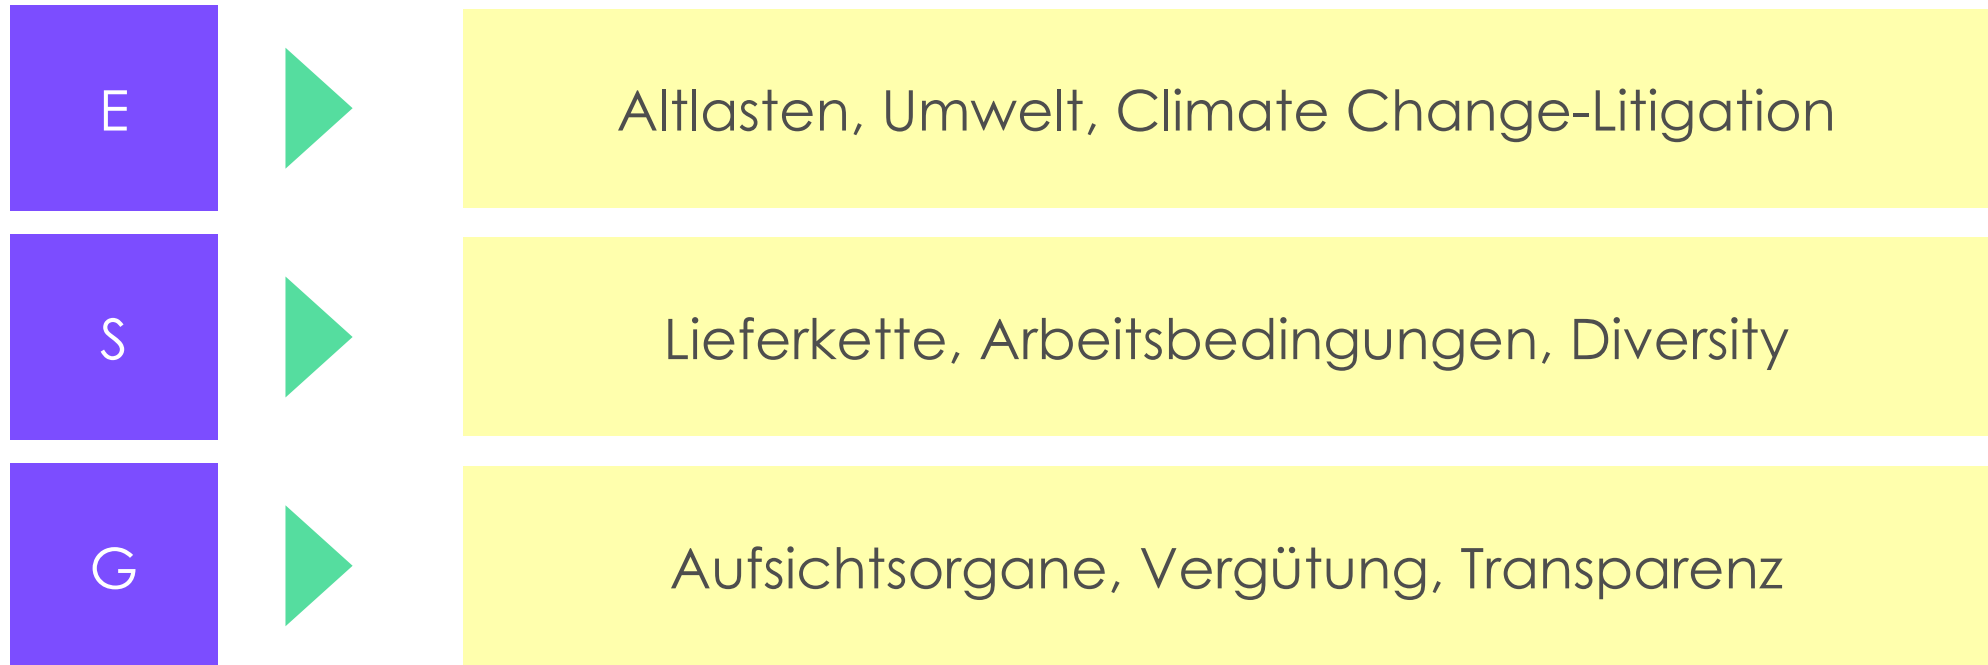 E
Altlasten, Umwelt, Climate Change-Litigation
S
Lieferkette, Arbeitsbedingungen, Diversity
G
Aufsichtsorgane, Vergütung, Transparenz